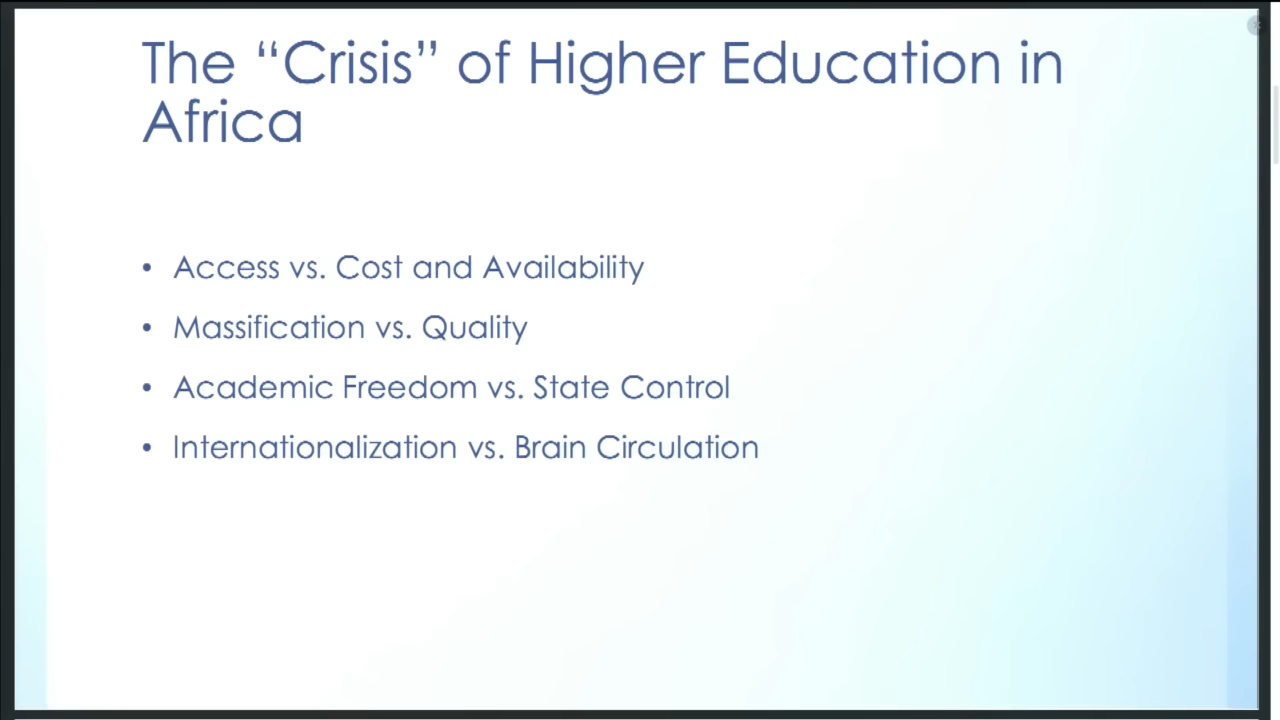 The “Crisis” of Higher Education in
Africa
• Access vs. Cost and Availability
• Massification vs. Quality
• Academic Freedom vs. State Control
• Internationalization vs. Brain Circulation